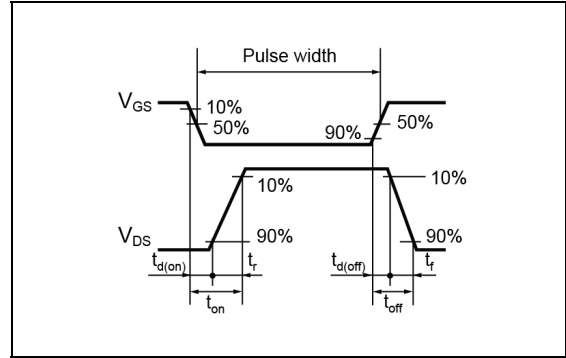 Pulse width
VGS
10%
50%
90%
50%
10%
10%
VDS
90%
90%
td(on)
tr
td(off)
tf
ton
toff